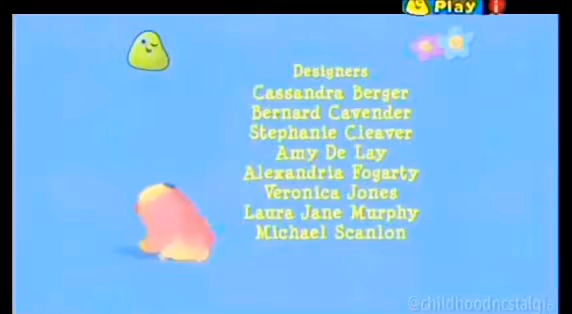 Play i
Designers
Cassandra Berger
Bernard Cavender
Stephanie Cleaver
Amy De Lay
Alexandria Fogarty
Veronica Jones
Laura Jane Murphy
Michael Scanlon
@childhoodnostalgia